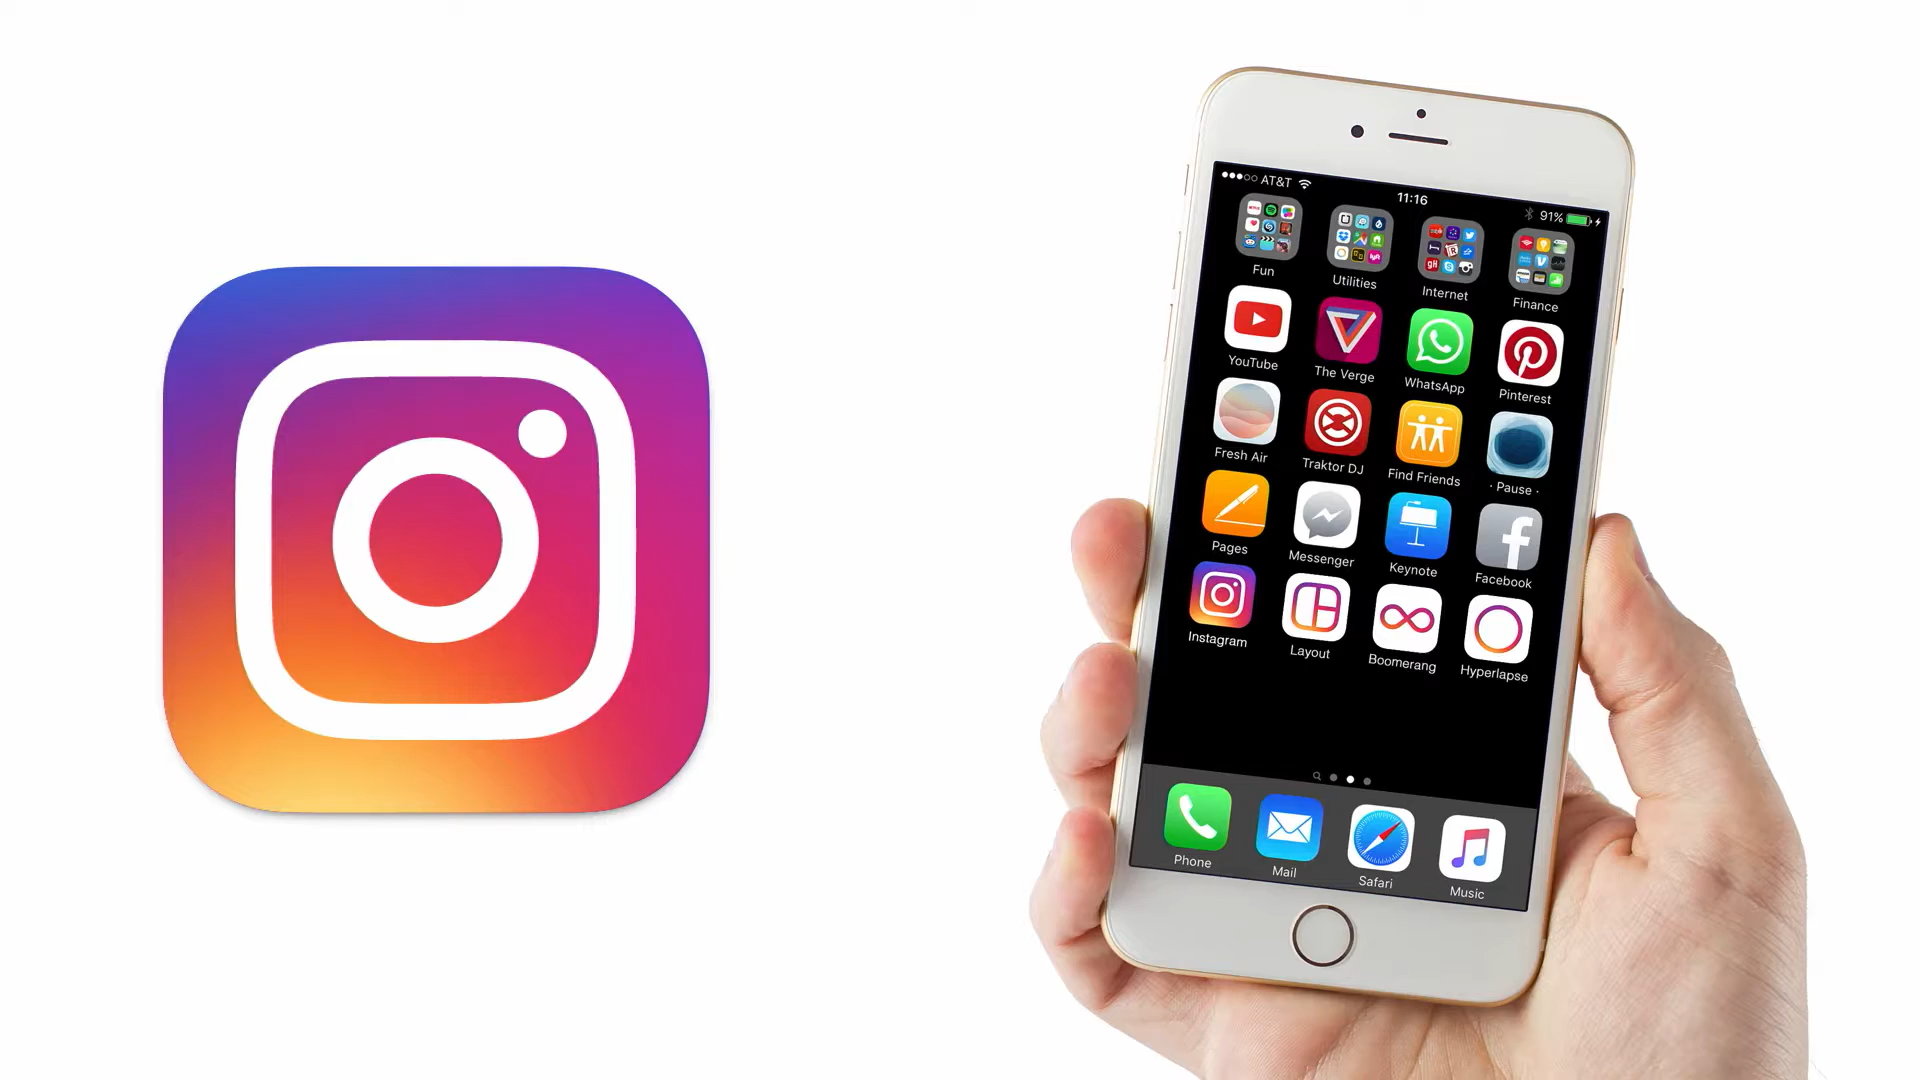 AT&T
11:16
91%
Fun
Utilities
Internet
Finance
YouTube
The Verge
WhatsApp
Pinterest
Fresh Air
Traktor DJ
Find Friends
· Pause ·
Pages
Messenger
Keynote
Facebook
Instagram
Layout
Boomerang
Hyperlapse
Phone
Mail
Safari
Music